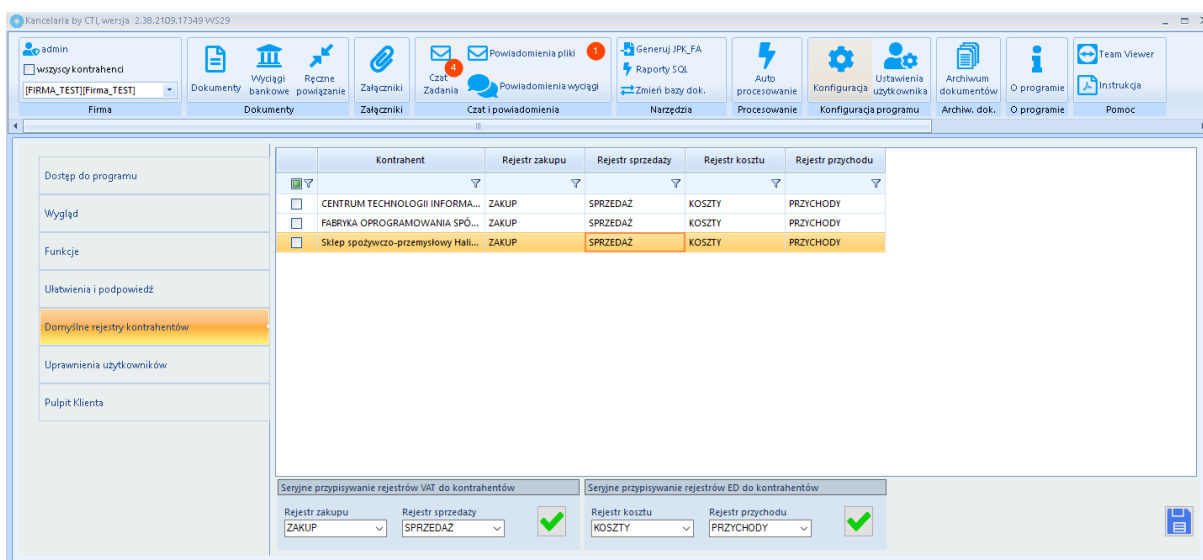 Kancelaria by CTI, wersja 2.38.2109.17349 WS29
admin
wszyscy kontrahenci
[FIRMA_TEST][Firma_TEST]
Firma
Dokumenty
Wyciągi bankowe
Ręczne powiązanie
Dokumenty
Załączniki
Załączniki
Czat
4
Zadania
Powiadomienia pliki
1
Powiadomienia wyciągi
Czat i powiadomienia
Generuj JPK_FA
Raporty SQL
Zmień bazy dok.
Narzędzia
Auto procesowanie
Procesowanie
Konfiguracja
Ustawienia użytkownika
Konfiguracja programu
Archiwum dokumentów
Archiw. dok.
O programie
O programie
Team Viewer
Instrukcja
Pomoc
Dostęp do programu
Wygląd
Funkcje
Ułatwienia i podpowiedź
Domyślne rejestry kontrahentów
Uprawnienia użytkowników
Pulpit Klienta
Kontrahent Rejestr zakupu Rejestr sprzedaży Rejestr kosztu Rejestr przychodu
CENTRUM TECHNOLOGII INFORMA... ZAKUP SPRZEDAŻ KOSZTY PRZYCHODY
FABRYKA OPROGRAMOWANIA SPÓ... ZAKUP SPRZEDAŻ KOSZTY PRZYCHODY
Sklep spożywczo-przemysłowy Hali... ZAKUP SPRZEDAŻ KOSZTY PRZYCHODY
Seryjne przypisywanie rejestrów VAT do kontrahentów
Rejestr zakupu Rejestr sprzedaży
ZAKUP SPRZEDAŻ
Seryjne przypisywanie rejestrów ED do kontrahentów
Rejestr kosztu Rejestr przychodu
KOSZTY PRZYCHODY